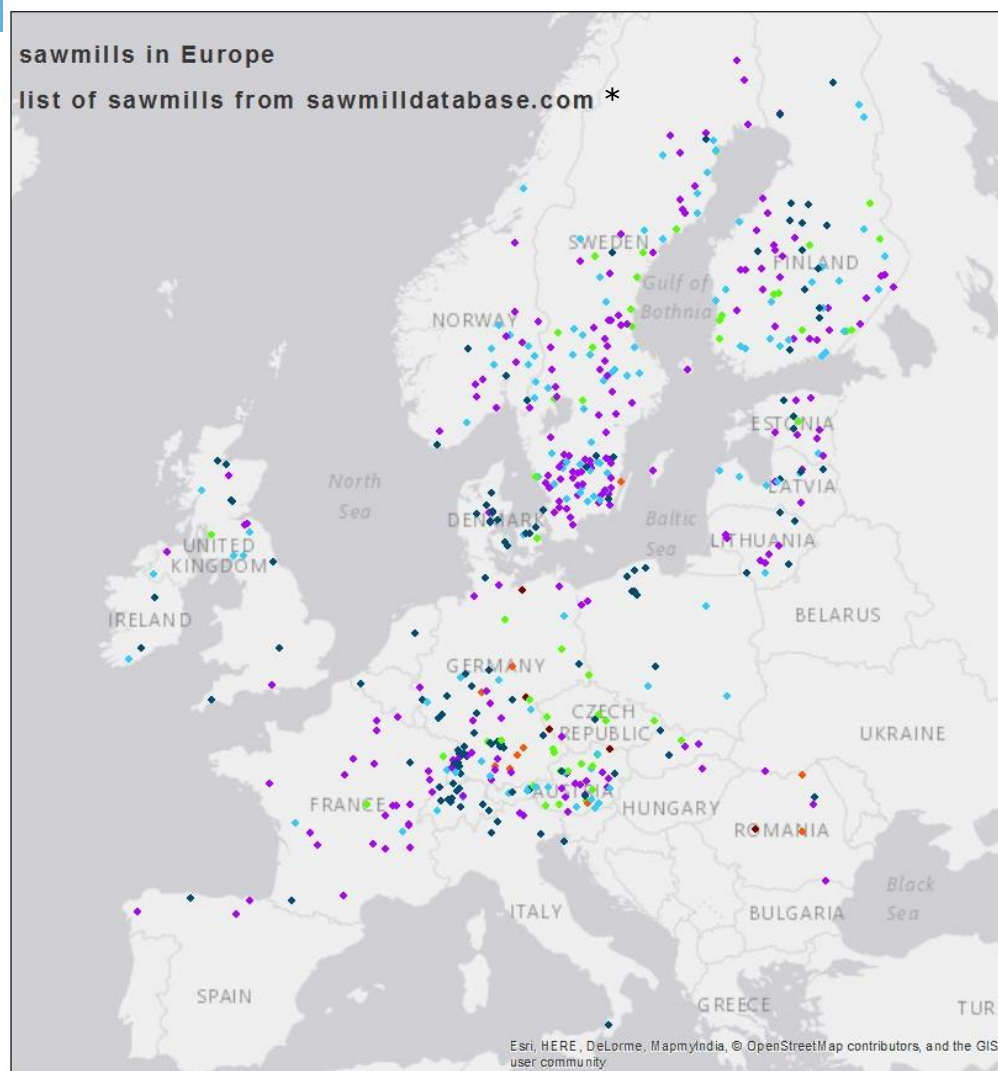 sawmills in Europe
list of sawmills from sawmilldatabase.com *
SWEDEN
FINLAND
Gulf of
Bothnia
NORWAY
ESTONIA
North
Sea
LATVIA
DENMARK
Baltic
Sea
LITHUANIA
UNITED
KINGDOM
IRELAND
BELARUS
GERMANY
CZECH
REPUBLIC
UKRAINE
AUSTRIA
FRANCE
HUNGARY
ROMANIA
Black
Sea
ITALY
BULGARIA
SPAIN
GREECE
TUR
Esri, HERE, DeLorme, MapmyIndia, © OpenStreetMap contributors, and the GIS
user community